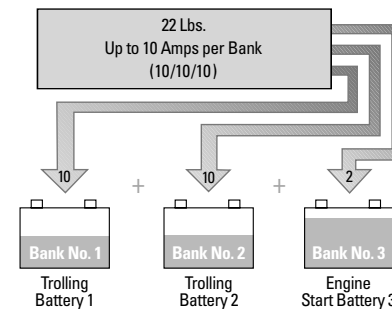 22 Lbs.
Up to 10 Amps per Bank
(10/10/10)
10
10
2
+
+
Bank No. 1
Bank No. 2
Bank No. 3
Trolling
Battery 1
Trolling
Battery 2
Engine
Start Battery 3